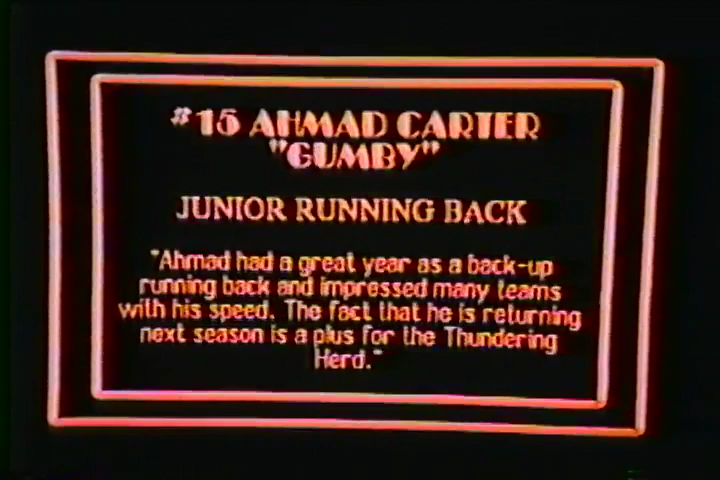 #15 AHMAD CARTER
"GUMBY"
JUNIOR RUNNING BACK
"Ahmad had a great year as a back-up
running back and impressed many teams
with his speed. The fact that he is returning
next season is a plus for the Thundering
Herd."